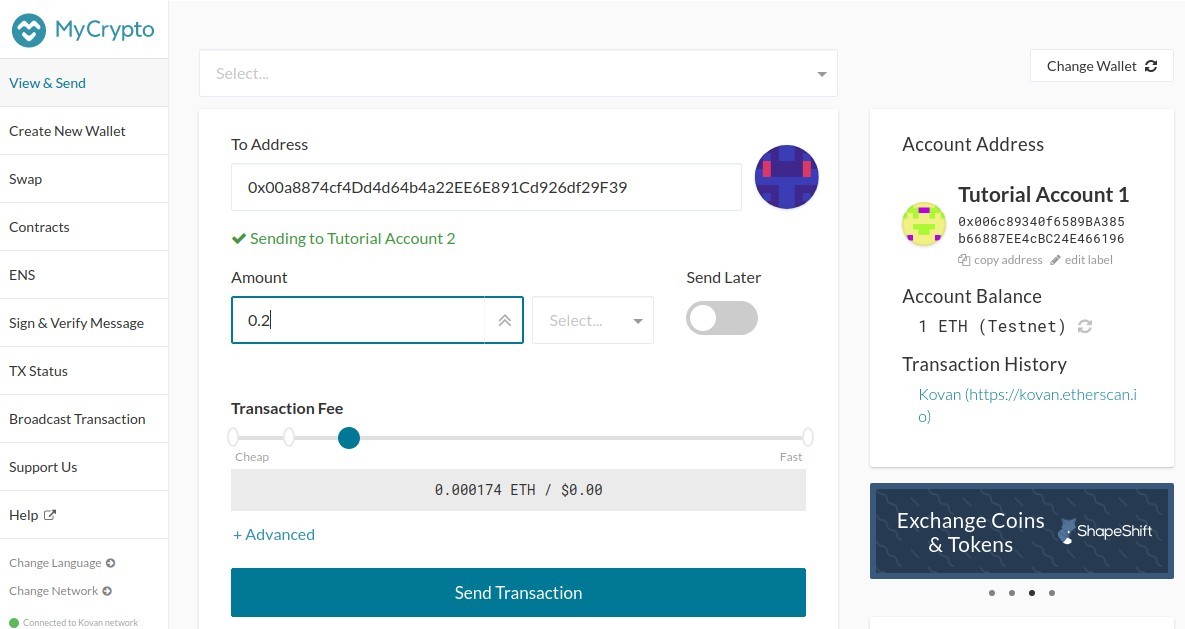 MyCrypto
View & Send
Create New Wallet
Swap
Contracts
ENS
Sign & Verify Message
TX Status
Broadcast Transaction
Support Us
Help
Change Language
Change Network
Connected to Kovan network
Select...
Change Wallet
To Address
0x00a8874cf4Dd4d64b4a22EE6E891Cd926df29F39
Sending to Tutorial Account 2
Amount
Send Later
0.2
Select...
Transaction Fee
Cheap
Fast
0.000174 ETH / $0.00
+ Advanced
Send Transaction
Account Address
Tutorial Account 1
0x006c89340f6589BA385
b66887EE4cBC24E466196
copy address
edit label
Account Balance
1 ETH (Testnet)
Transaction History
Kovan (https://kovan.etherscan.i
o)
Exchange Coins
& Tokens
ShapeShift